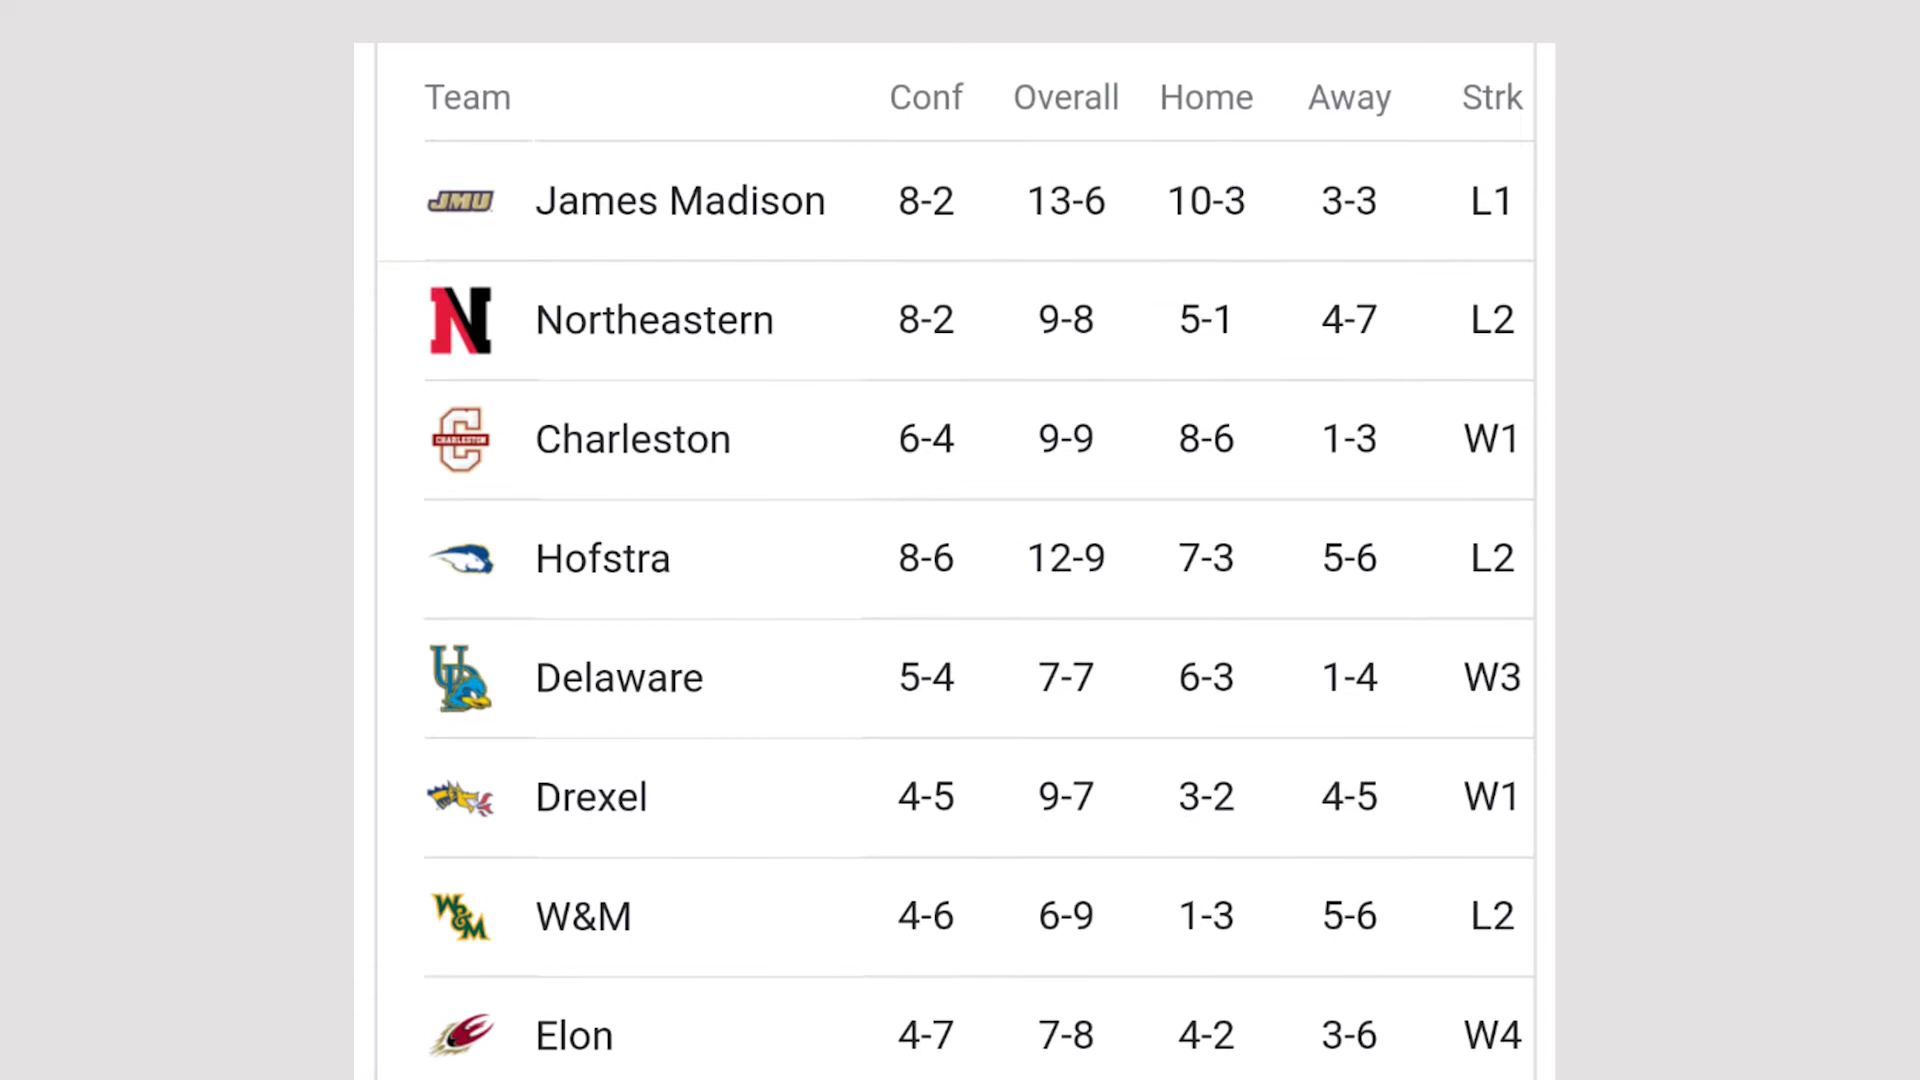 Team Conf Overall Home Away Strk
JMU James Madison 8-2 13-6 10-3 3-3 L1
N Northeastern 8-2 9-8 5-1 4-7 L2
C CHARLESTON Charleston 6-4 9-9 8-6 1-3 W1
Hofstra 8-6 12-9 7-3 5-6 L2
UD Delaware 5-4 7-7 6-3 1-4 W3
Drexel 4-5 9-7 3-2 4-5 W1
W&M W&M 4-6 6-9 1-3 5-6 L2
Elon 4-7 7-8 4-2 3-6 W4